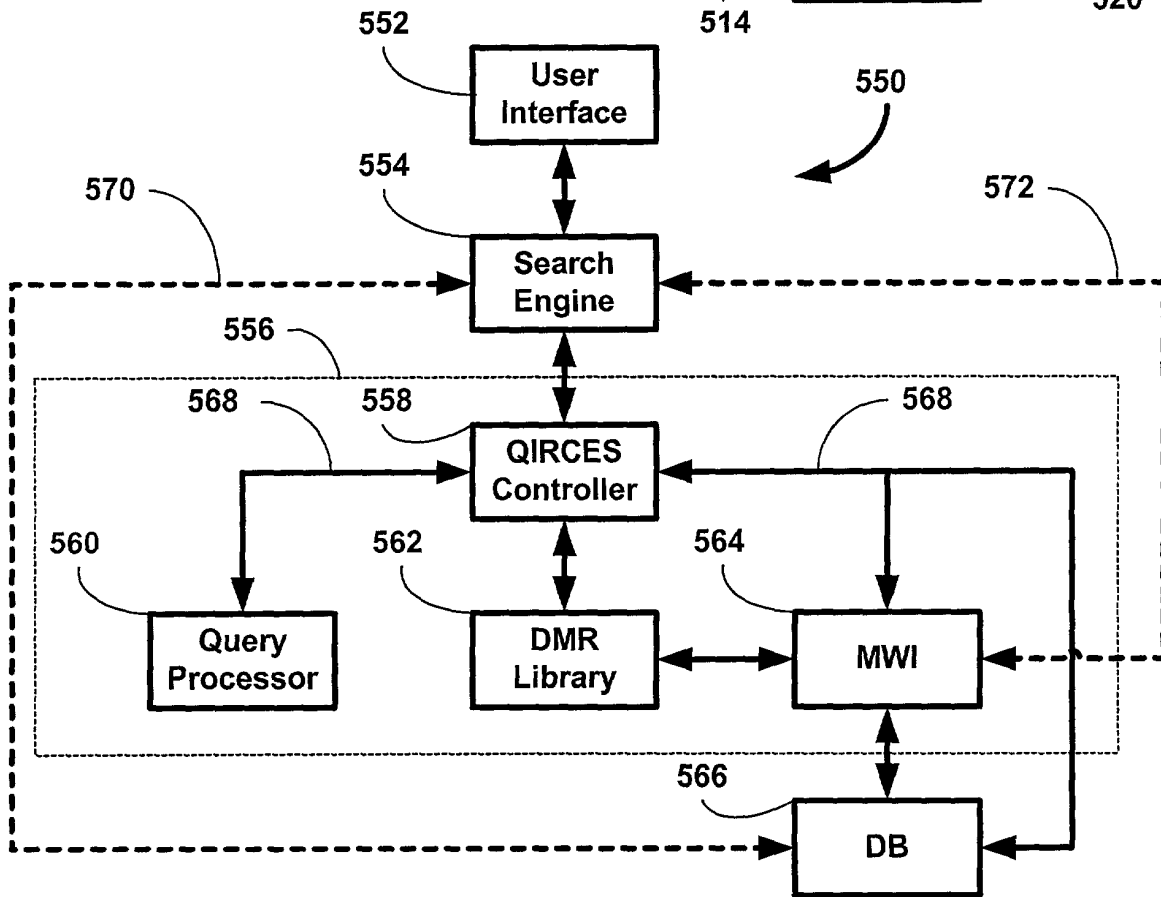 514
552
User
Interface
550
554
570
572
Search
Engine
556
568
558
568
QIRCES
Controller
560
562
564
Query
Processor
DMR
Library
MWI
566
DB